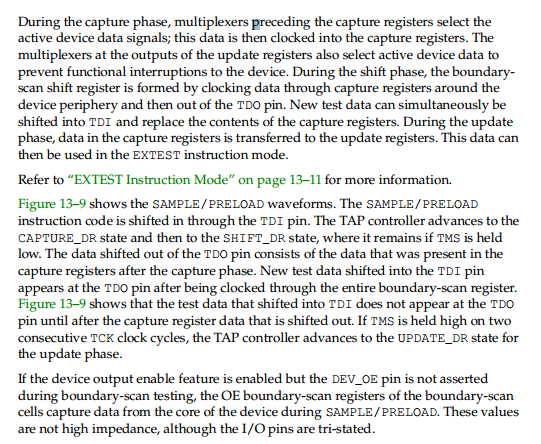 During the capture phase, multiplexers preceding the capture registers select the
active device data signals; this data is then clocked into the capture registers. The
multiplexers at the outputs of the update registers also select active device data to
prevent functional interruptions to the device. During the shift phase, the boundary-
scan shift register is formed by clocking data through capture registers around the
device periphery and then out of the TDO pin. New test data can simultaneously be
shifted into TDI and replace the contents of the capture registers. During the update
phase, data in the capture registers is transferred to the update registers. This data can
then be used in the EXTEST instruction mode.
Refer to “EXTEST Instruction Mode” on page 13–11 for more information.
Figure 13–9 shows the SAMPLE/PRELOAD waveforms. The SAMPLE/PRELOAD
instruction code is shifted in through the TDI pin. The TAP controller advances to the
CAPTURE_DR state and then to the SHIFT_DR state, where it remains if TMS is held
low. The data shifted out of the TDO pin consists of the data that was present in the
capture registers after the capture phase. New test data shifted into the TDI pin
appears at the TDO pin after being clocked through the entire boundary-scan register.
Figure 13–9 shows that the test data that shifted into TDI does not appear at the TDO
pin until after the capture register data that is shifted out. If TMS is held high on two
consecutive TCK clock cycles, the TAP controller advances to the UPDATE_DR state for
the update phase.
If the device output enable feature is enabled but the DEV_OE pin is not asserted
during boundary-scan testing, the OE boundary-scan registers of the boundary-scan
cells capture data from the core of the device during SAMPLE/PRELOAD. These values
are not high impedance, although the I/O pins are tri-stated.